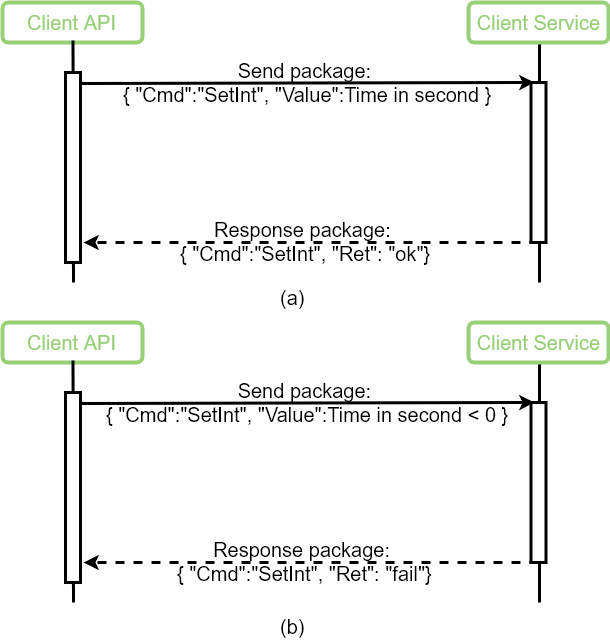 Client API
Client Service
Send package:
{ "Cmd":"SetInt", "Value":Time in second }
Response package:
{ "Cmd":"SetInt", "Ret": "ok"}
(a)
Client API
Client Service
Send package:
{ "Cmd":"SetInt", "Value":Time in second < 0 }
Response package:
{ "Cmd":"SetInt", "Ret": "fail"}
(b)